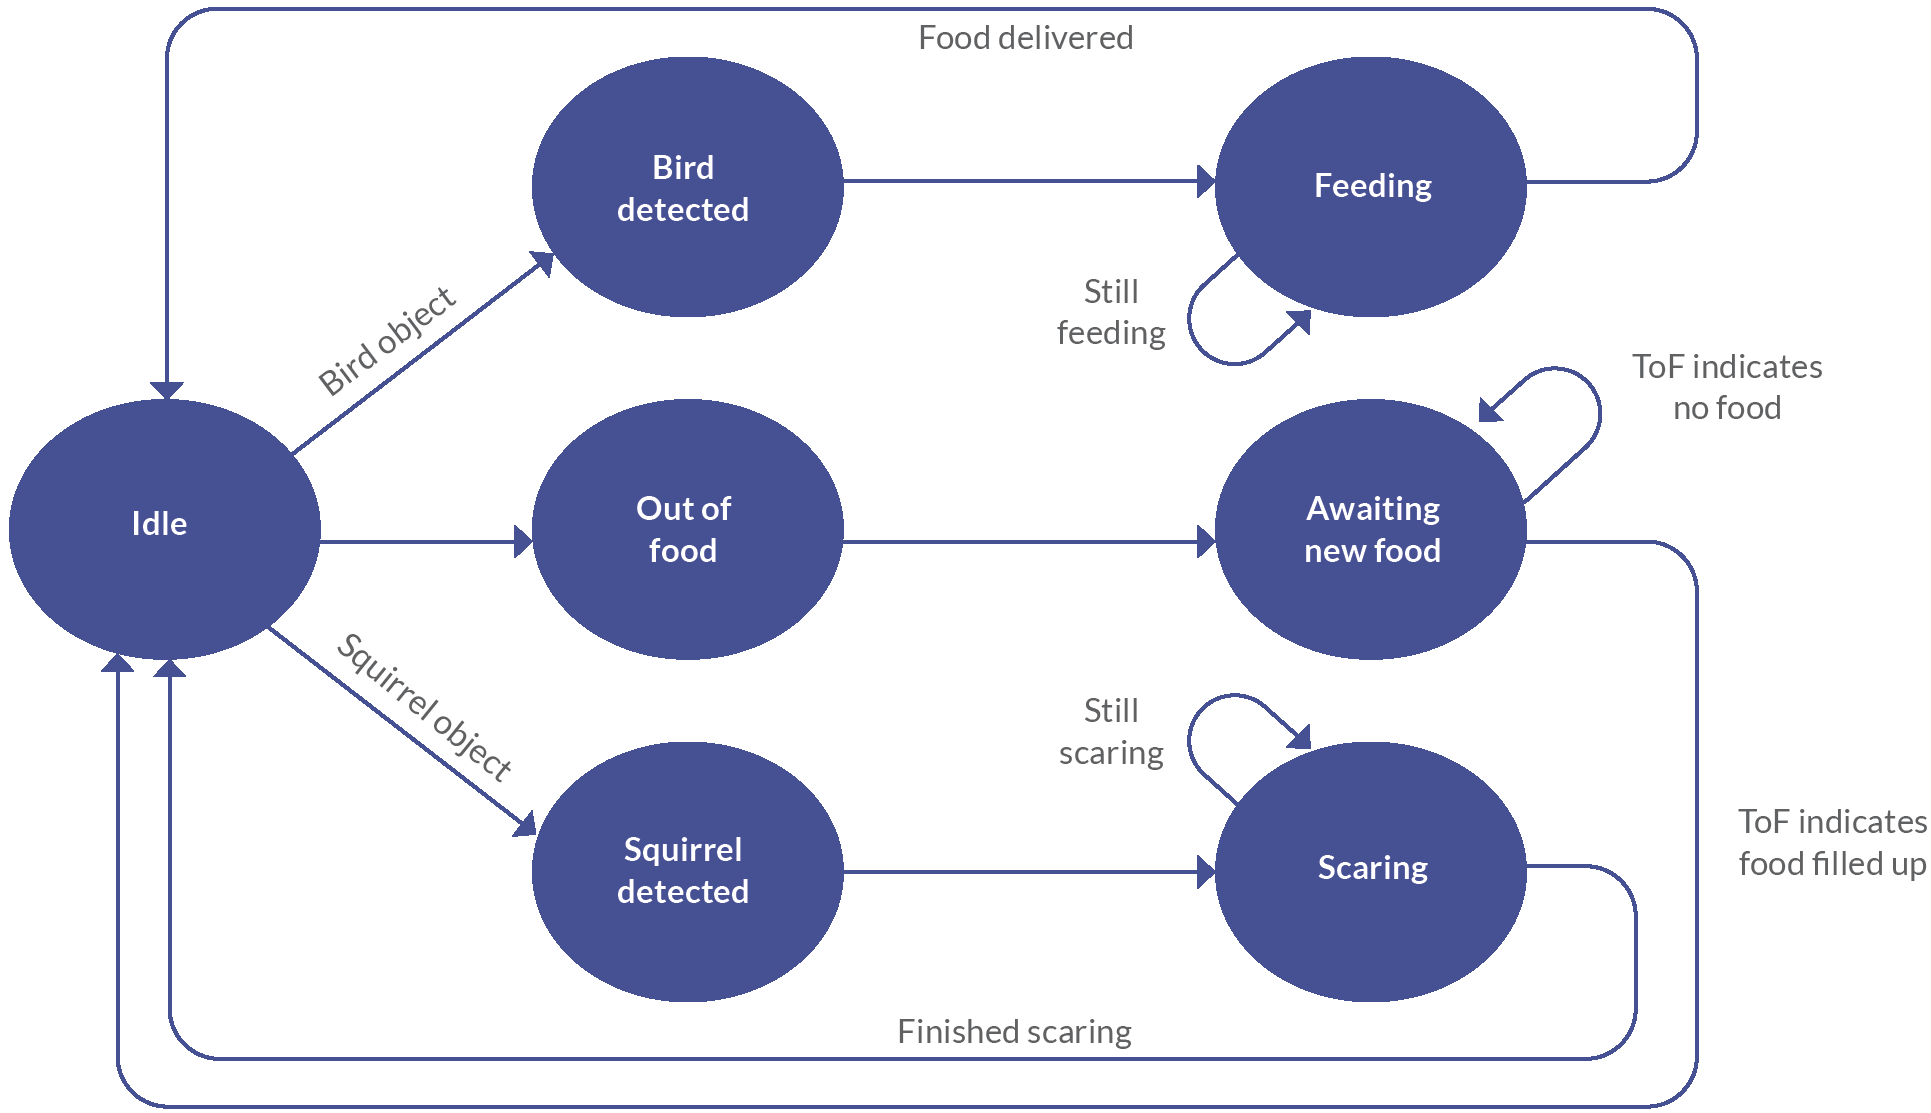 Food delivered
Bird
detected
Feeding
Bird object
Still
feeding
ToF indicates
no food
Idle
Out of
food
Awaiting
new food
Squirrel object
Still
scaring
Squirrel
detected
Scaring
ToF indicates
food filled up
Finished scaring